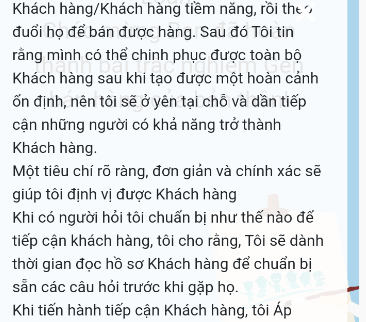 Khách hàng/Khách hàng tiềm năng, rồi theo
đuổi họ để bán được hàng. Sau đó Tôi tin
rằng mình có thể chinh phục được toàn bộ
Khách hàng sau khi tạo được một hoàn cảnh
ổn định, nên tôi sẽ ở yên tại chỗ và dần tiếp
cận những người có khả năng trở thành
Khách hàng.
Một tiêu chí rõ ràng, đơn giản và chính xác sẽ
giúp tôi định vị được Khách hàng
Khi có người hỏi tôi chuẩn bị như thế nào để
tiếp cận khách hàng, tôi cho rằng, Tôi sẽ dành
thời gian đọc hồ sơ Khách hàng để chuẩn bị
sẵn các câu hỏi trước khi gặp họ.
Khi tiến hành tiếp cận Khách hàng, tôi Áp